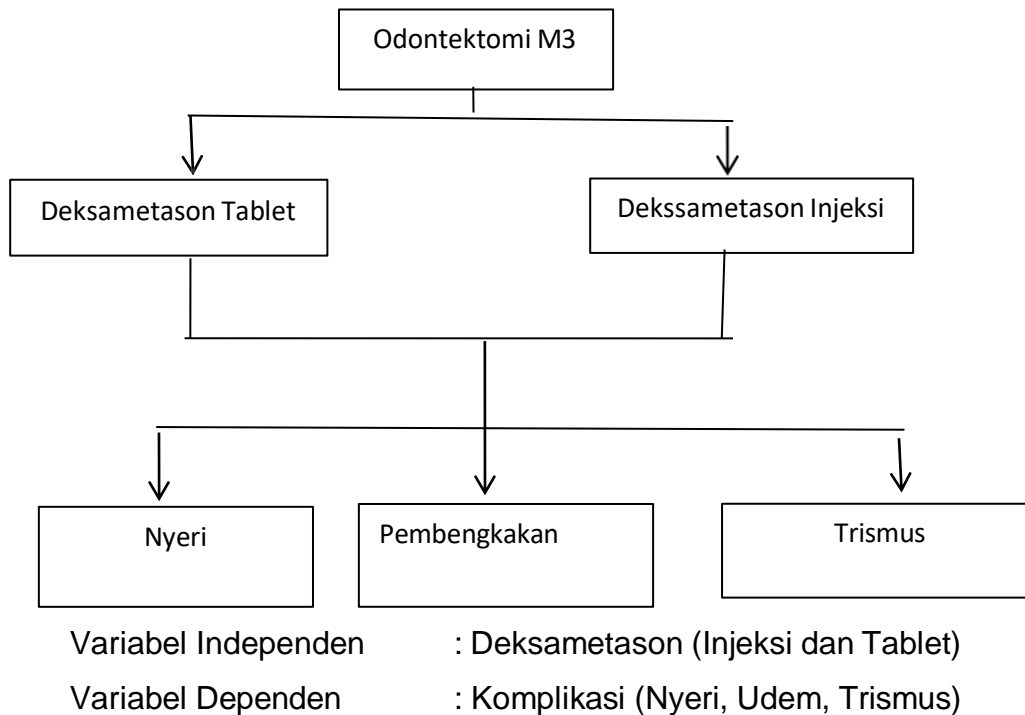 Odontektomi M3
Deksametason Tablet
Dekssametason Injeksi
Nyeri
Pembengkakan
Trismus
Variabel Independen : Deksametason (Injeksi dan Tablet)
Variabel Dependen : Komplikasi (Nyeri, Udem, Trismus)